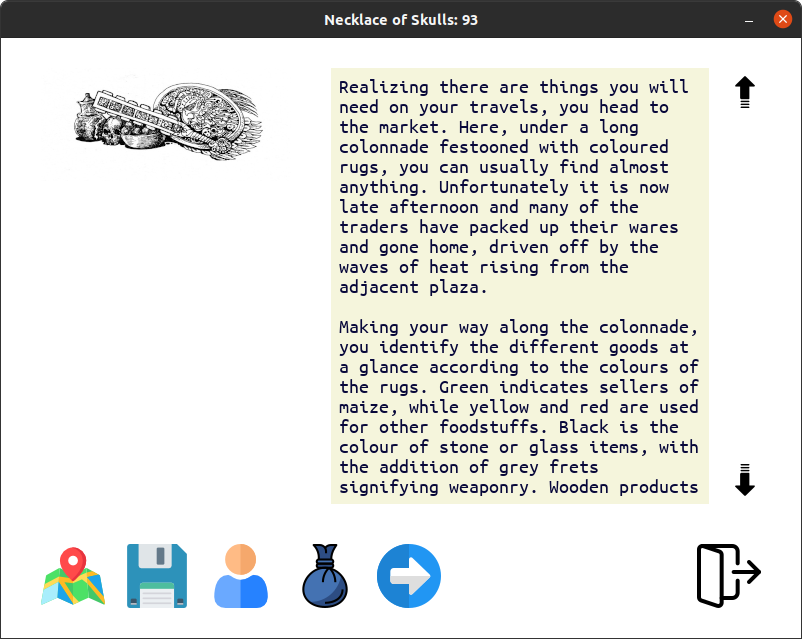 Necklace of Skulls: 93
Realizing there are things you will
need on your travels, you head to
the market. Here, under a long
colonnade festooned with coloured
rugs, you can usually find almost
anything. Unfortunately it is now
late afternoon and many of the
traders have packed up their wares
and gone home, driven off by the
waves of heat rising from the
adjacent plaza.
Making your way along the colonnade,
you identify the different goods at
a glance according to the colours of
the rugs. Green indicates sellers of
maize, while yellow and red are used
for other foodstuffs. Black is the
colour of stone or glass items, with
the addition of grey frets
signifying weaponry. Wooden products